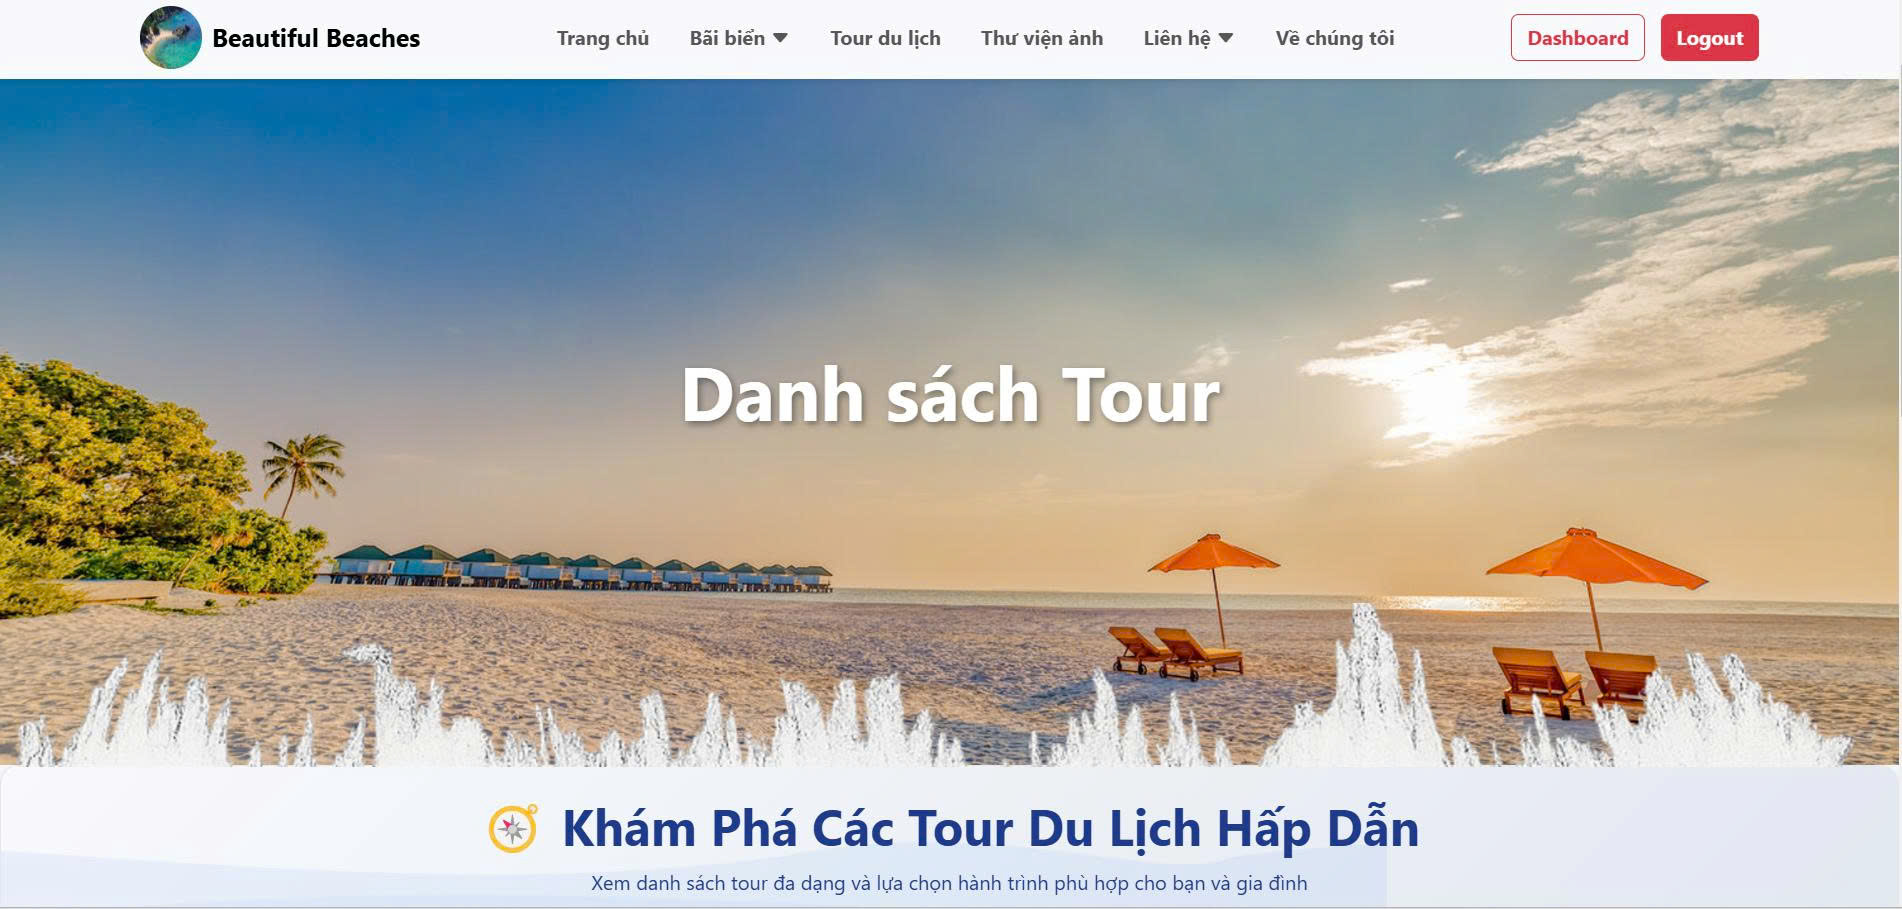 Beautiful Beaches
Trang chủ
Bãi biển
Tour du lịch
Thư viện ảnh
Liên hệ
Về chúng tôi
Dashboard
Logout
Danh sách Tour
Khám Phá Các Tour Du Lịch Hấp Dẫn
Xem danh sách tour đa dạng và lựa chọn hành trình phù hợp cho bạn và gia đình